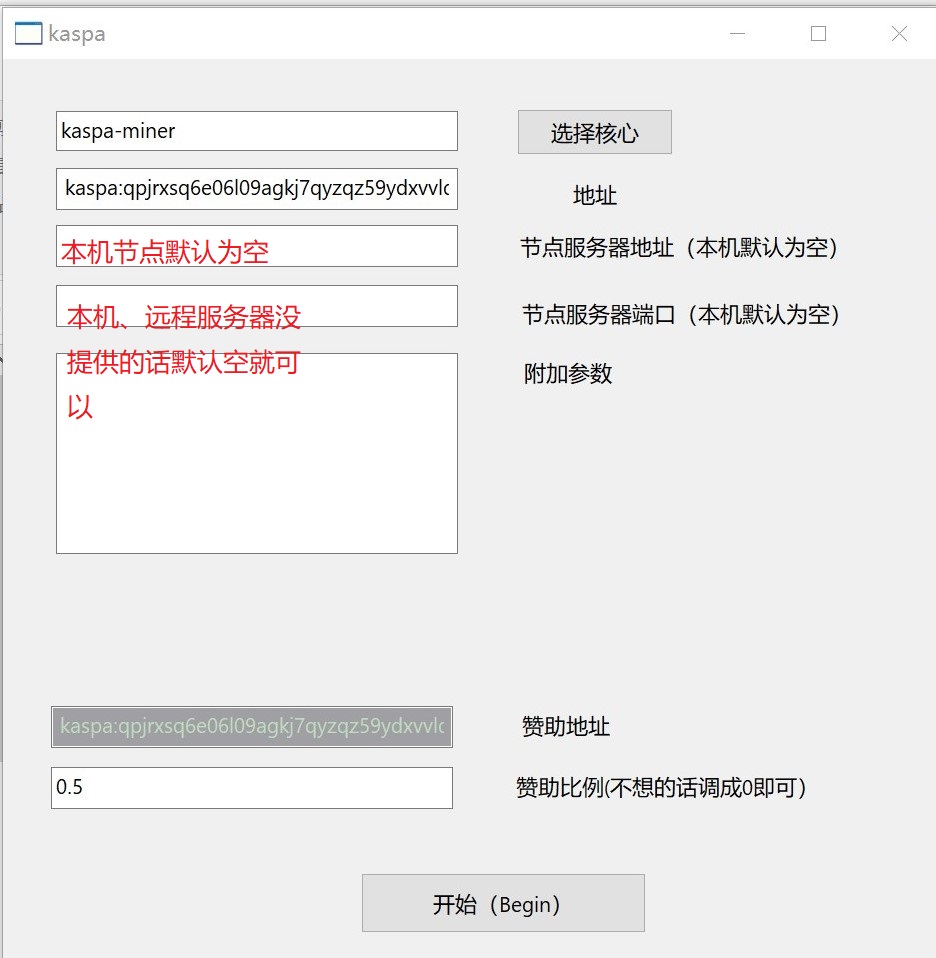 kaspa
kaspa-miner
选择核心
kaspa:qpjrxsq6e06l09agkj7qyzqz59ydxvvlc
地址
本机节点默认为空
节点服务器地址（本机默认为空）
本机、远程服务器没
提供的话默认空就可
以
节点服务器端口（本机默认为空）
附加参数
kaspa:qpjrxsq6e06l09agkj7qyzqz59ydxvvlc
赞助地址
0.5
赞助比例(不想的话调成0即可）
开始（Begin）